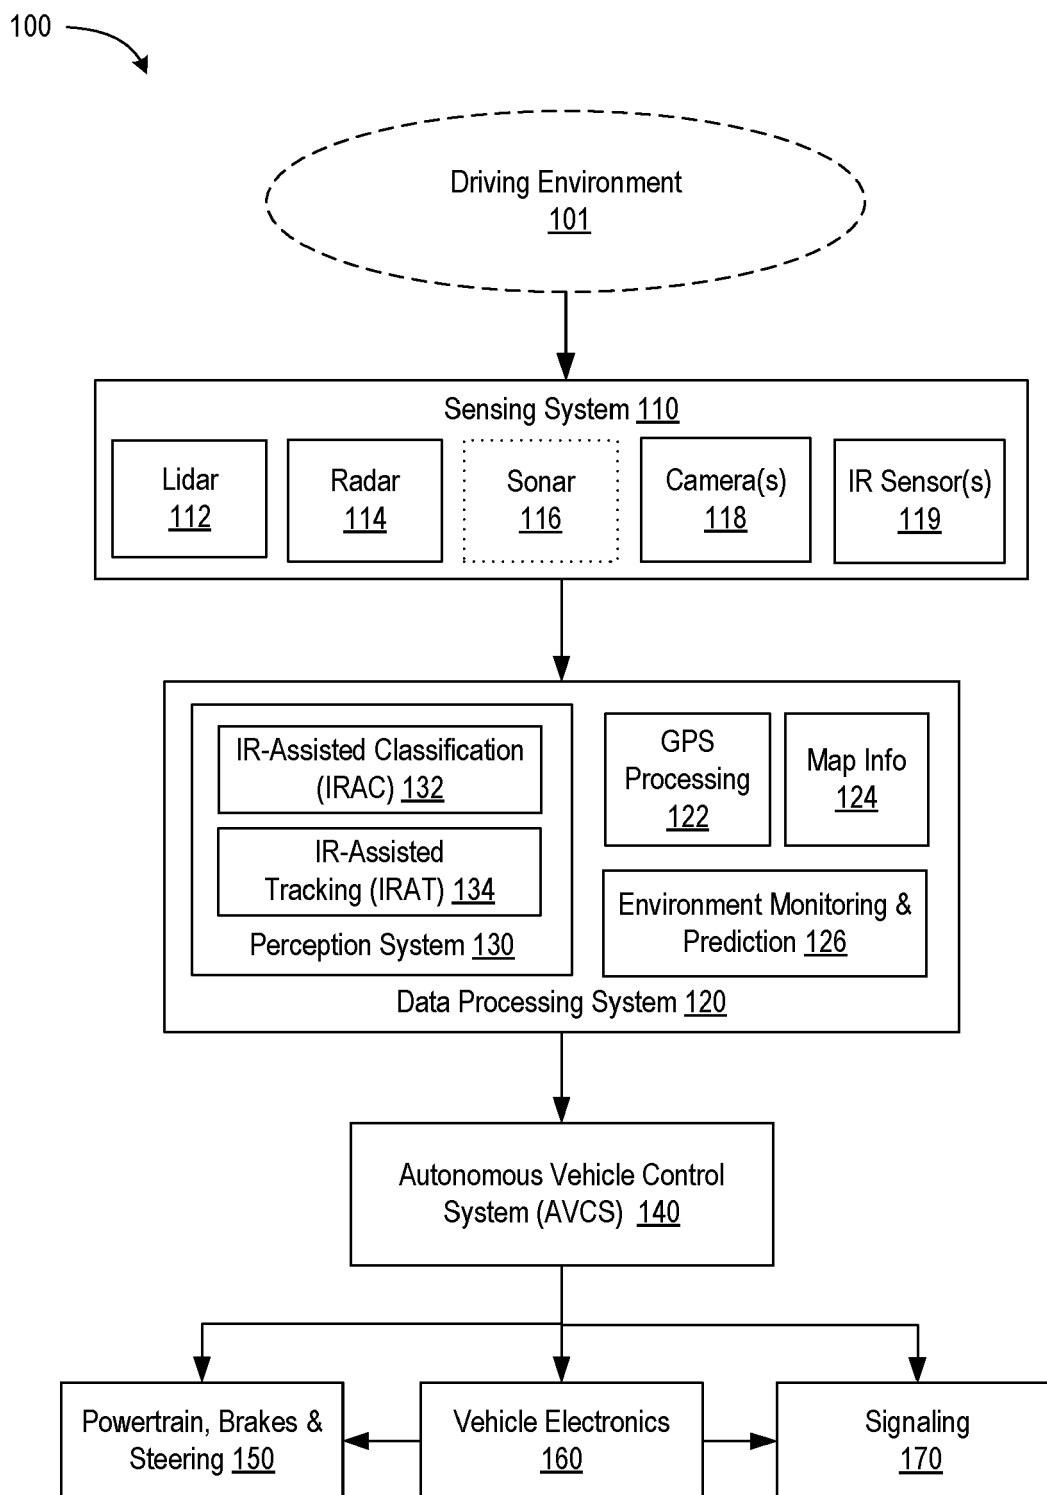 100
Driving Environment
101
Sensing System 110
Lidar
112
Radar
114
Sonar
116
Camera(s)
118
IR Sensor(s)
119
IR-Assisted Classification
(IRAC) 132
IR-Assisted
Tracking (IRAT) 134
Perception System 130
GPS
Processing
122
Map Info
124
Environment Monitoring &
Prediction 126
Data Processing System 120
Autonomous Vehicle Control
System (AVCS) 140
Powertrain, Brakes &
Steering 150
Vehicle Electronics
160
Signaling
170